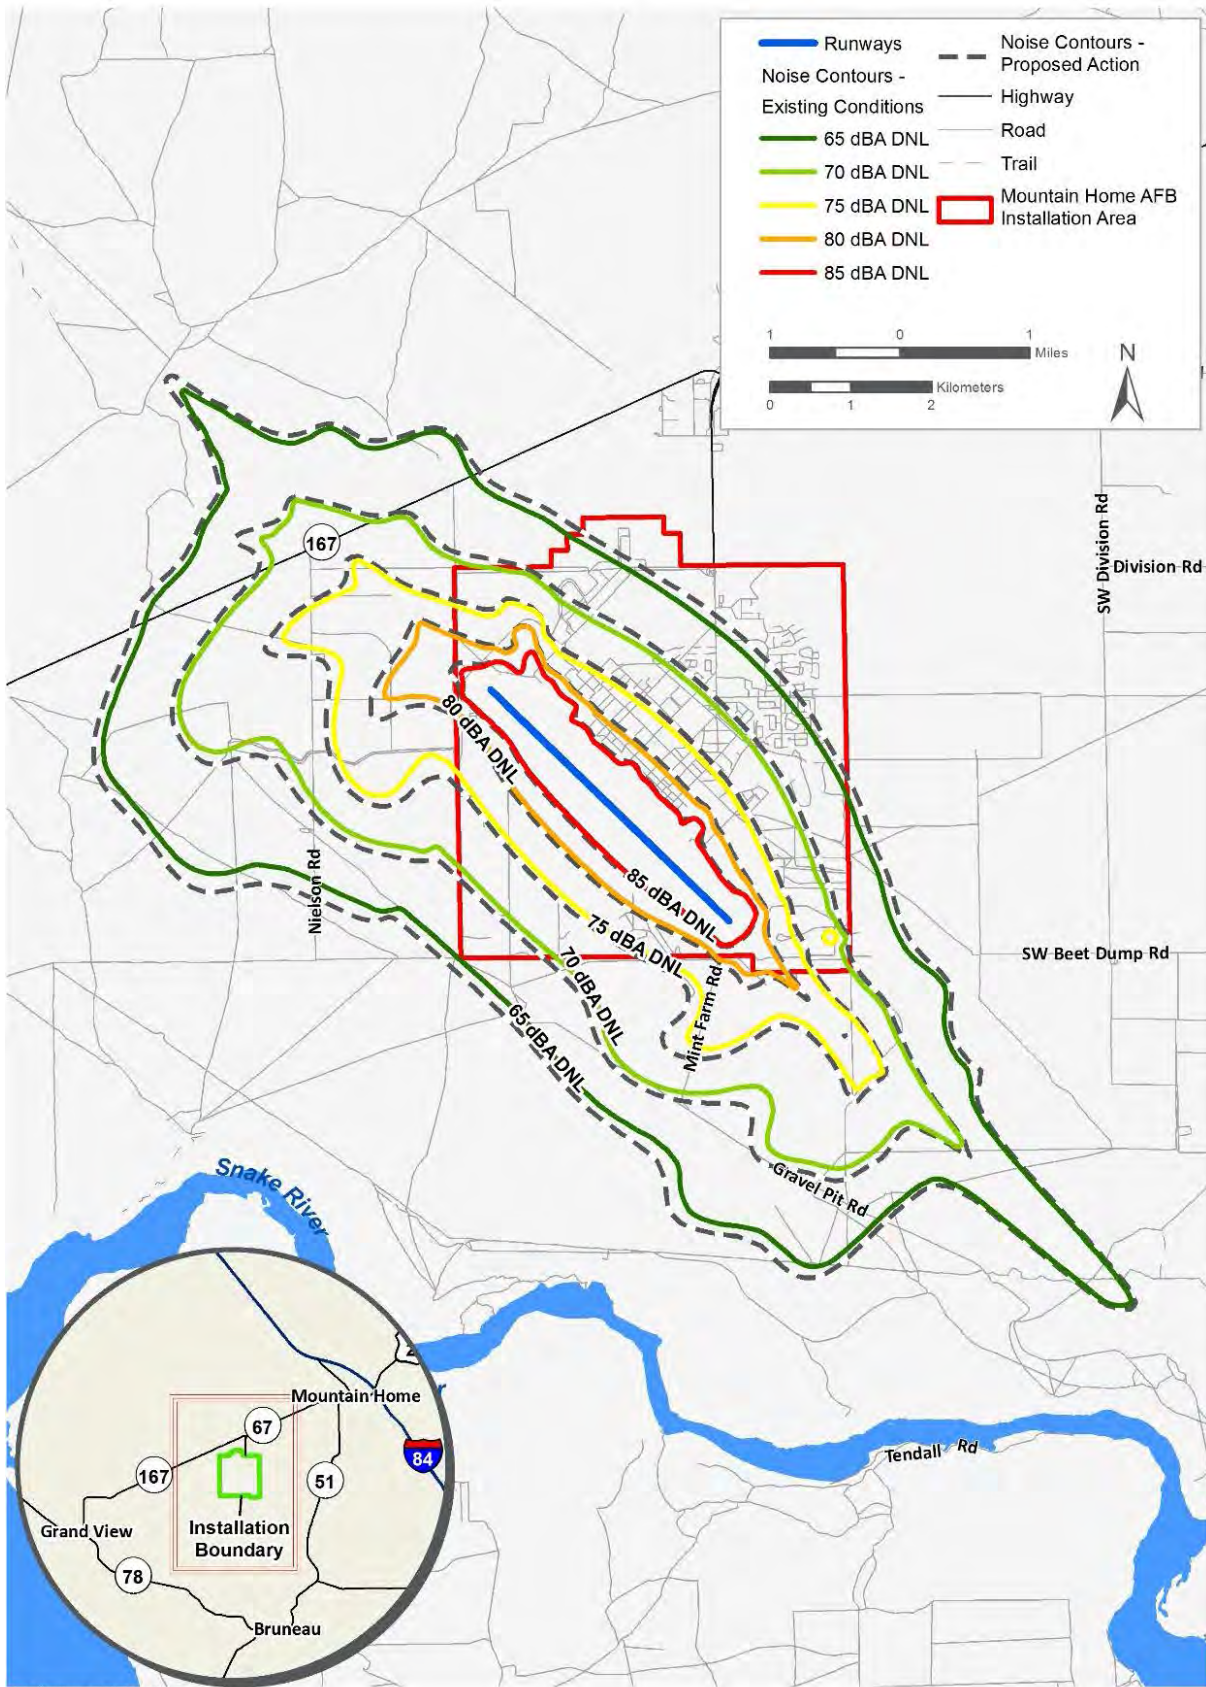 Runways
Noise Contours -
Existing Conditions
65 dBA DNL
70 dBA DNL
75 dBA DNL
80 dBA DNL
85 dBA DNL
Noise Contours -
Proposed Action
Highway
Road
Trail
Mountain Home AFB
Installation Area
1 0 1
Miles
Kilometers
0 1 2
N
167
SW Division Rd
Division Rd
80 dBA DNL
85 dBA DNL
75 dBA DNL
70 dBA DNL
65 dBA DNL
Nielson Rd
Mint Farm Rd
SW Beet Dump Rd
Gravel Pit Rd
Snake River
Tendall Rd
Mountain Home
67
84
167
51
Grand View
Installation
Boundary
78
Bruneau